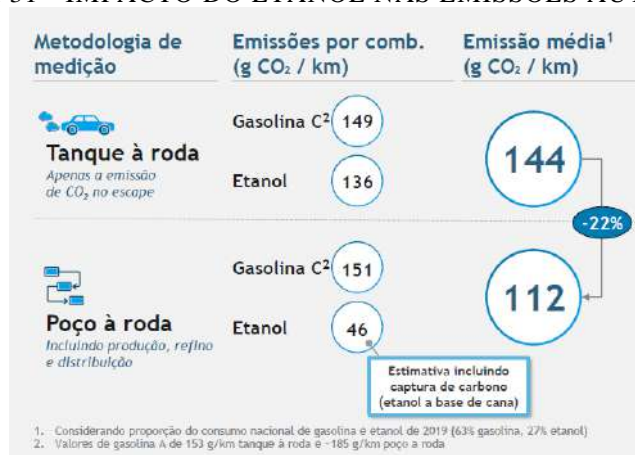 Metodologia de
medição
Emissões por comb.
(g CO₂ / km)
Emissão média¹
(g CO₂ / km)
Tanque à roda
Apenas a emissão
de CO₂ no escape
Gasolina C² 149
Etanol 136
144
-22%
Poço à roda
Incluindo produção, refino
e distribuição
Gasolina C² 151
Etanol 46
112
Estimativa incluindo
captura de carbono
(etanol a base de cana)
1. Considerando proporção do consumo nacional de gasolina e etanol de 2019 (63% gasolina, 27% etanol)
2. Valores de gasolina A de 153 g/km tanque à roda e ~185 g/km poço a roda